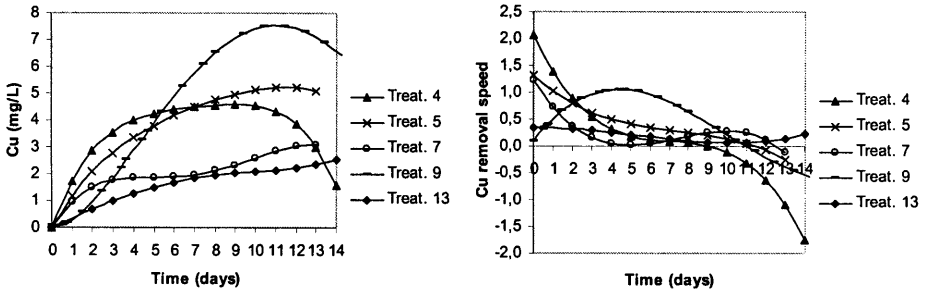 8
7
6
5
4
3
2
1
0
Cu (mg/L)
0 1 2 3 4 5 6 7 8 9 10 11 12 13 14
Time (days)
Treat. 4
Treat. 5
Treat. 7
Treat. 9
Treat. 13
2,5
2,0
1,5
1,0
0,5
0,0
-0,5
-1,0
-1,5
2,0
Cu removal speed
0 1 2 3 4 5 6 7 8 9 10 11 12 13 14
Time (days)
Treat. 4
Treat. 5
Treat. 7
Treat. 9
Treat. 13